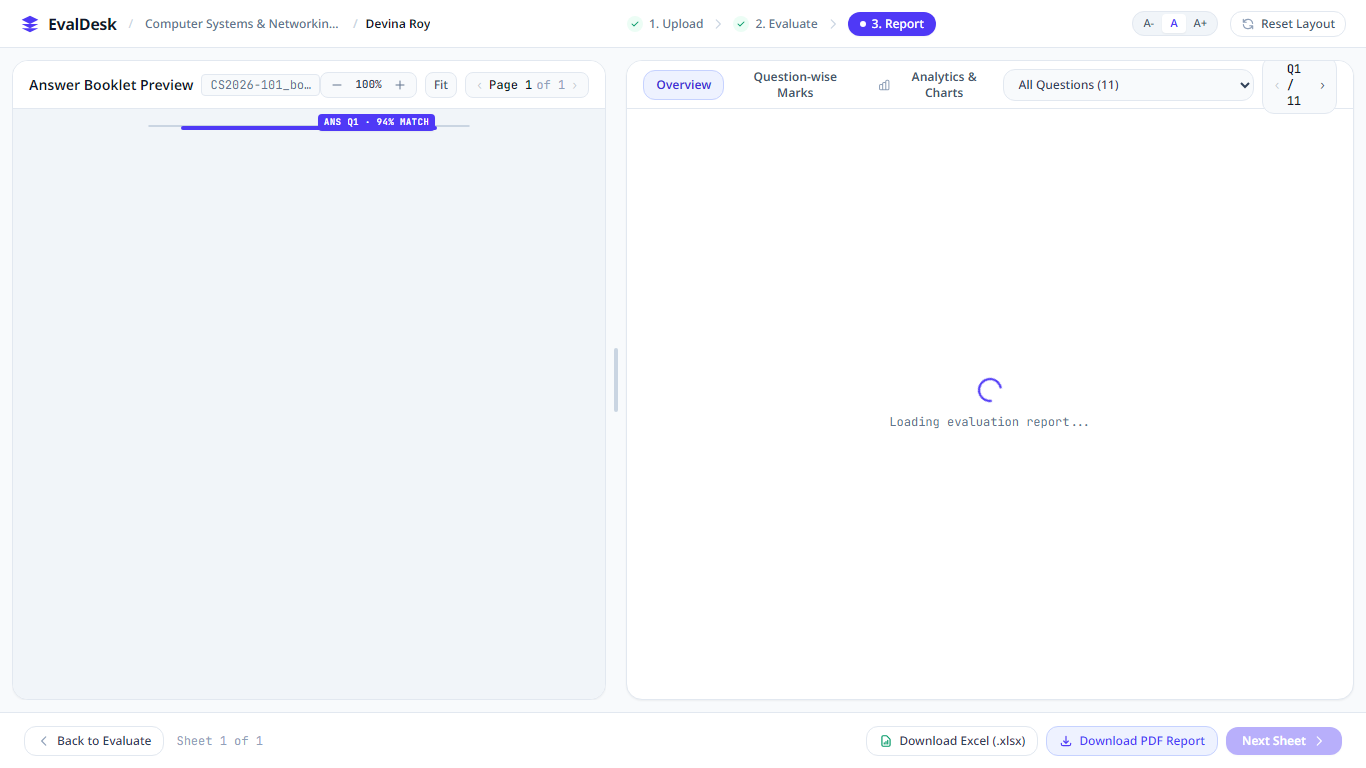 EvalDesk / Computer Systems & Networkin... / Devina Roy
1. Upload
2. Evaluate
3. Report
A- A A+
Reset Layout
Answer Booklet Preview
CS2026-101_bo…
− 100% +
Fit
‹ Page 1 of 1 ›
ANS Q1 · 94% MATCH
Overview
Question-wise
Marks
Analytics &
Charts
All Questions (11)
Q1
/
11
Loading evaluation report...
Back to Evaluate
Sheet 1 of 1
Download Excel (.xlsx)
Download PDF Report
Next Sheet